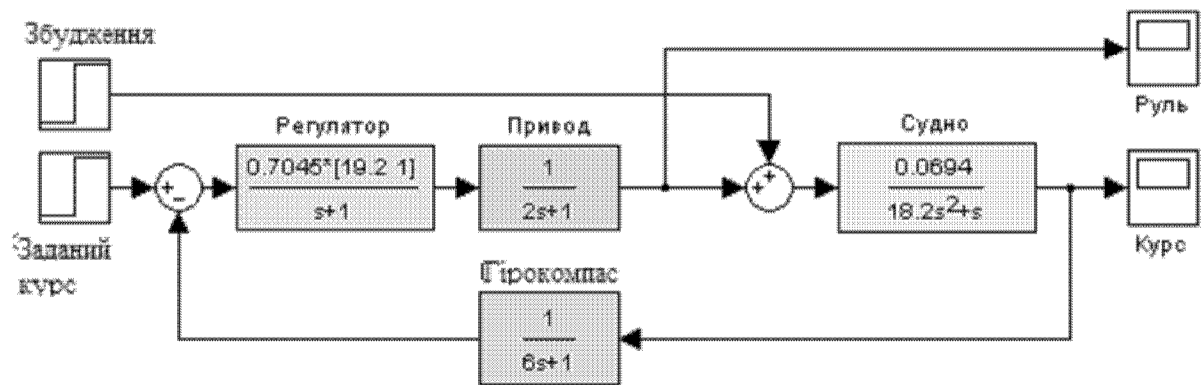 Збудження
Руль
Регулятор
Привод
Судно
0.7045*[19.2 1]
s+1
1
2s+1
0.0694
18.2s²+s
Курс
Заданий
курс
Гірокомпас
1
6s+1